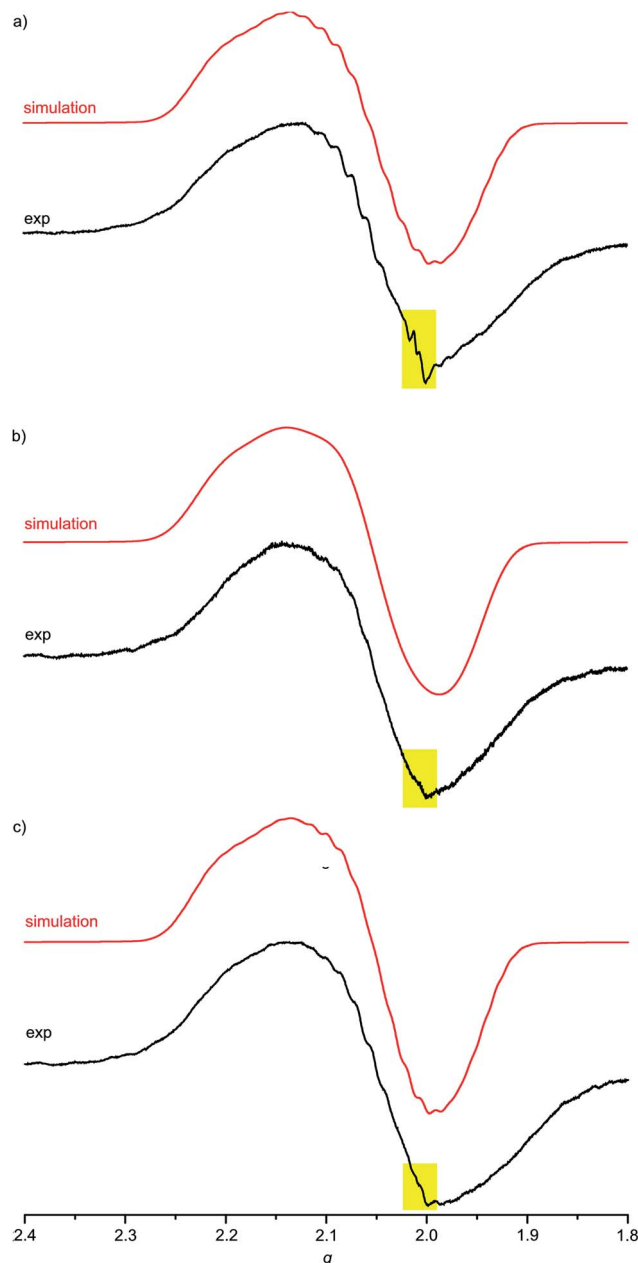 a)
simulation
exp
b)
simulation
exp
c)
simulation
exp
2.4 2.3 2.2 2.1 2.0 1.9 1.8
g